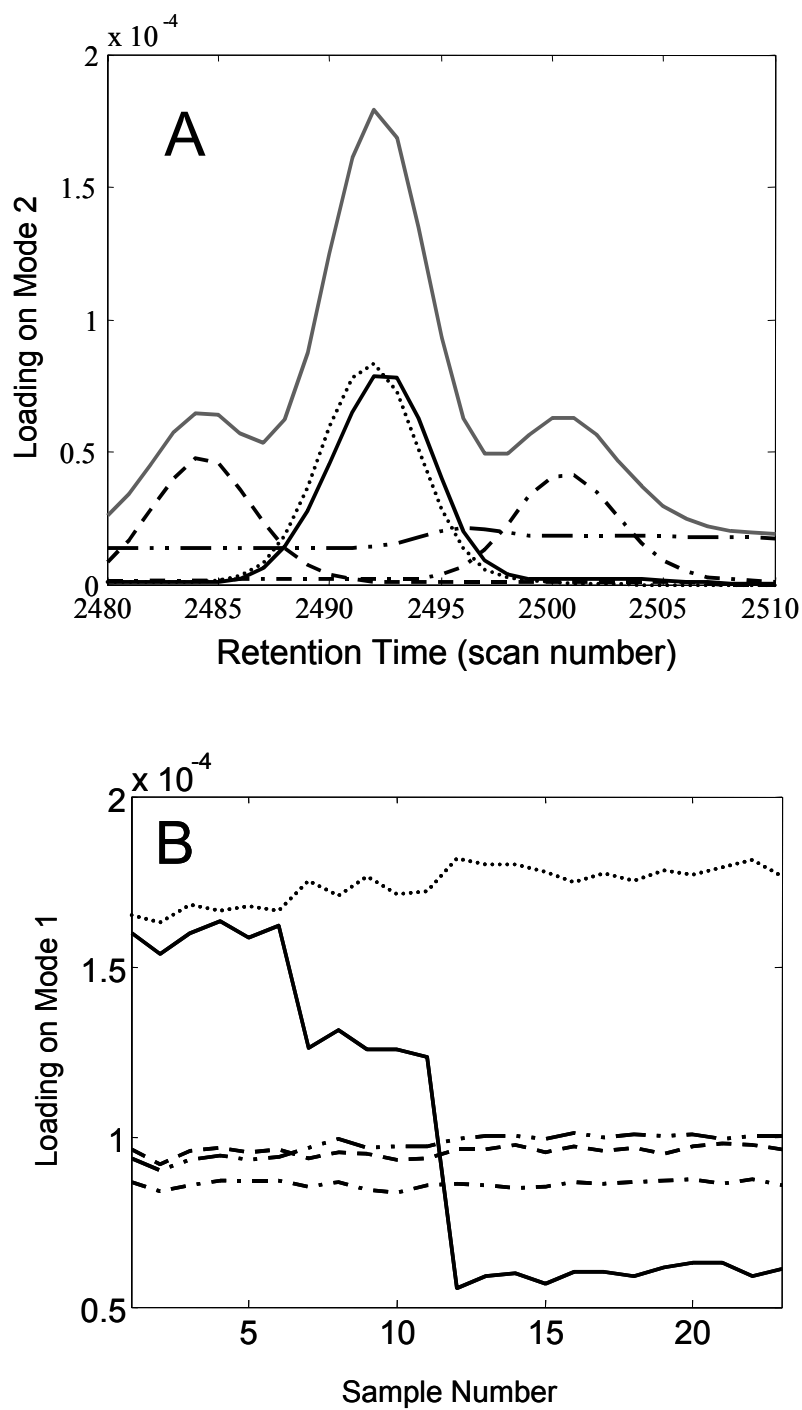 x 10-4
2
A
1.5
1
0.5
0
Loading on Mode 2
2480 2485 2490 2495 2500 2505 2510
Retention Time (scan number)
x 10-4
2
B
1.5
1
0.5
Loading on Mode 1
5 10 15 20
Sample Number